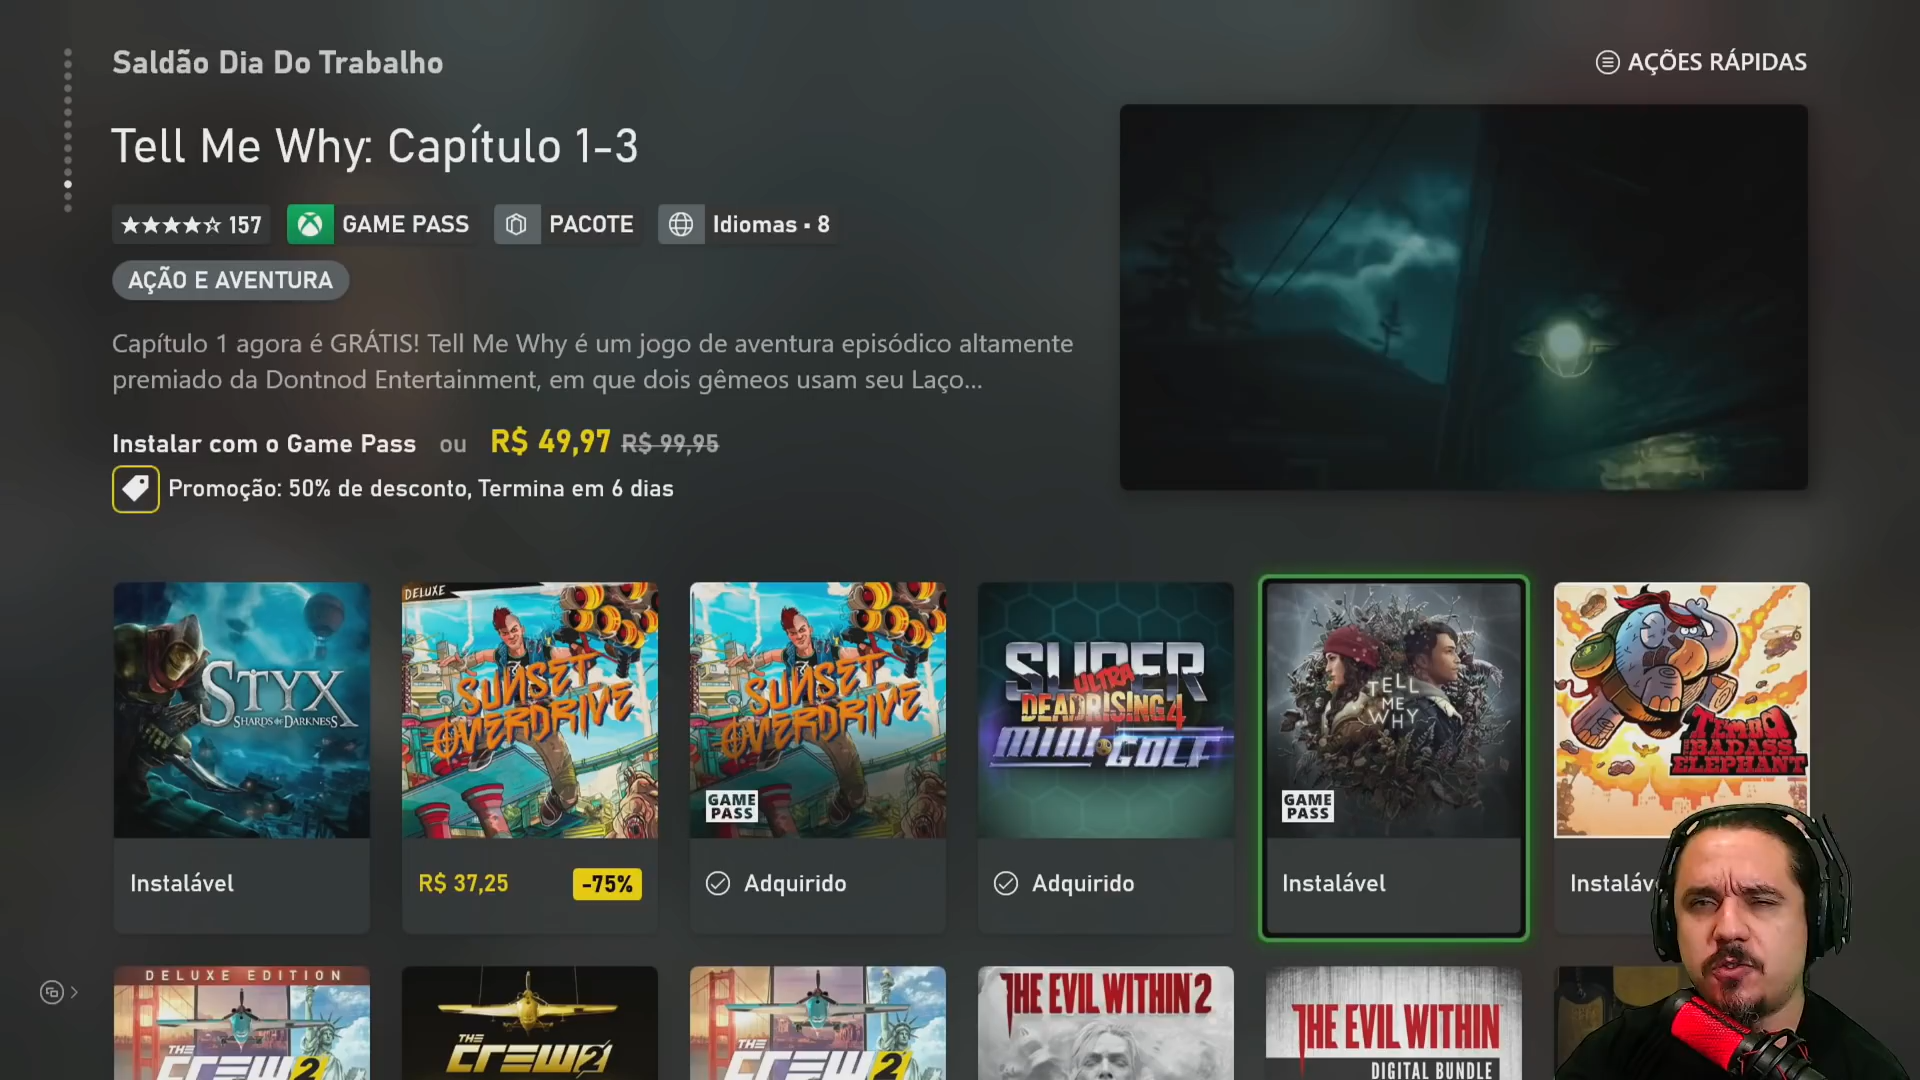 Saldão Dia Do Trabalho
AÇÕES RÁPIDAS
Tell Me Why: Capítulo 1-3
157
GAME PASS
PACOTE
Idiomas • 8
AÇÃO E AVENTURA
Capítulo 1 agora é GRÁTIS! Tell Me Why é um jogo de aventura episódico altamente
premiado da Dontnod Entertainment, em que dois gêmeos usam seu Laço...
Instalar com o Game Pass ou R$ 49,97 R$ 99,95
Promoção: 50% de desconto, Termina em 6 dias
STYX
SHARDS OF DARKNESS
Instalável
DELUXE
SUNSET
OVERDRIVE
R$ 37,25
-75%
SUNSET
OVERDRIVE
GAME
PASS
Adquirido
SUPER
ULTRA
DEADRISING 4
MINI GOLF
Adquirido
TELL
ME
WHY
GAME
PASS
Instalável
TEMBO
THE BADASS
ELEPHANT
Instaláv
DELUXE EDITION
THE
CREW 2
THE
CREW 2
THE
CREW 2
THE EVIL WITHIN 2
THE EVIL WITHIN
DIGITAL BUNDLE